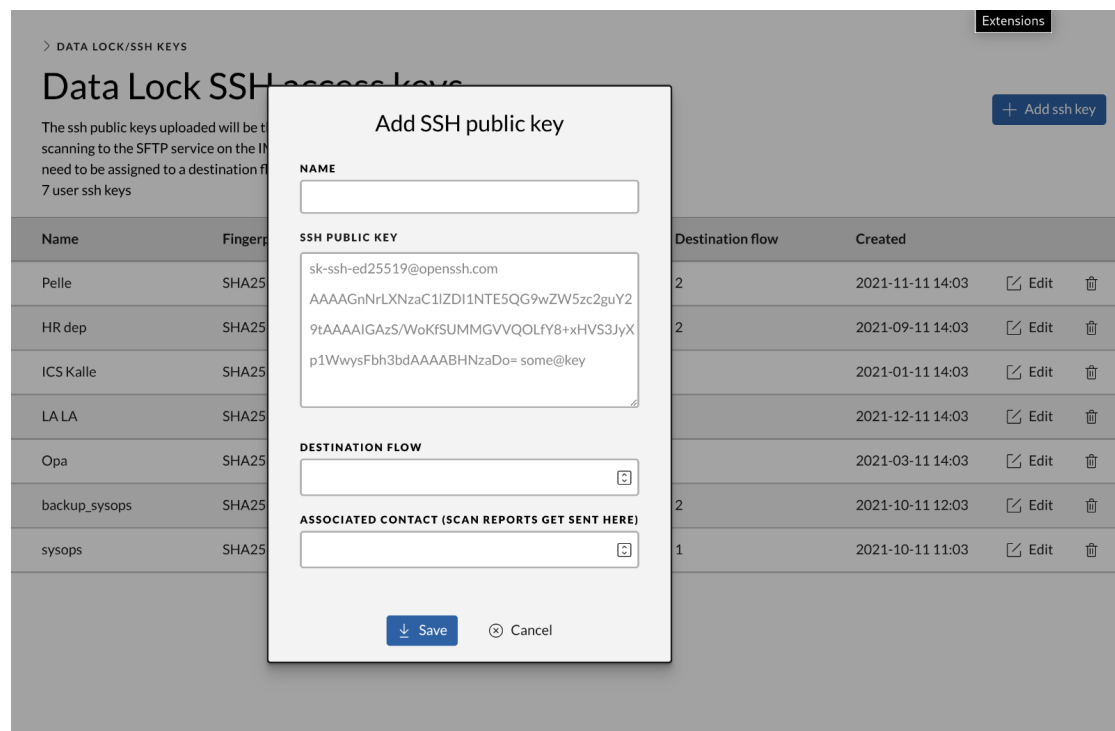 Extensions
DATA LOCK/SSH KEYS
Data Lock SSH access keys
+ Add ssh key
The ssh public keys uploaded will be
scanning to the SFTP service on the
need to be assigned to a destination
7 user ssh keys
Name Destination flow Created
Pelle SHA25 2 2021-11-11 14:03 Edit
HR dep SHA25 2 2021-09-11 14:03 Edit
ICS Kalle SHA25 2021-01-11 14:03 Edit
LA LA SHA25 2021-12-11 14:03 Edit
Opa SHA25 2021-03-11 14:03 Edit
backup_sysops SHA25 2 2021-10-11 12:03 Edit
sysops SHA25 1 2021-10-11 11:03 Edit
Add SSH public key
NAME
SSH PUBLIC KEY
sk-ssh-ed25519@openssh.com
AAAAGnNrLXNzaC1lZDI1NTE5QG9wZW5zc2guY2
9tAAAAIGAzS/WoKfSUMMGVVQOLfY8+xHVS3JyX
p1WwysFbh3bdAAAABHNzaDo= some@key
DESTINATION FLOW
ASSOCIATED CONTACT (SCAN REPORTS GET SENT HERE)
Save
Cancel